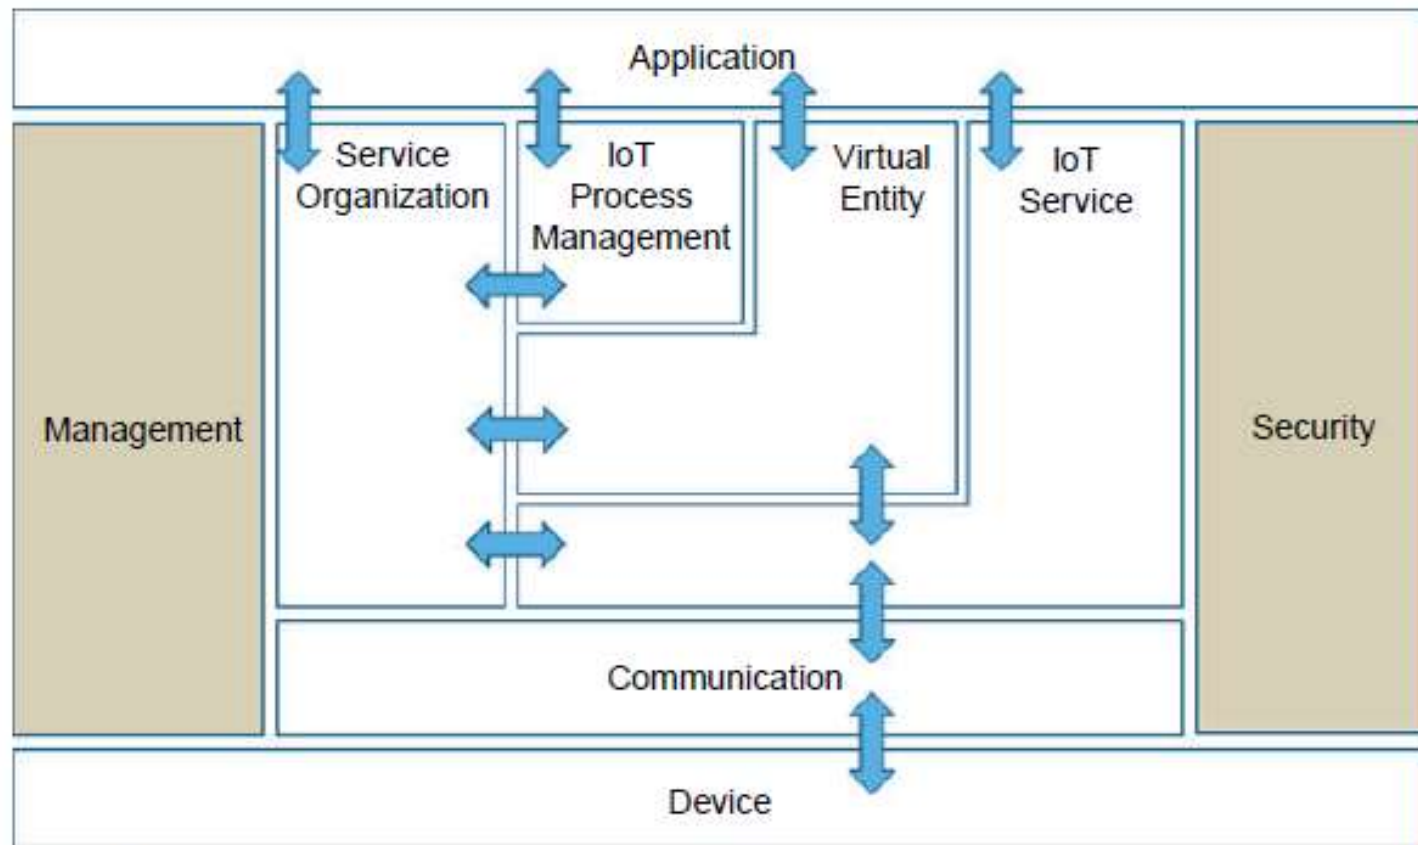 Application
Service
Organization
IoT
Process
Management
Virtual
Entity
IoT
Service
Management
Security
Communication
Device